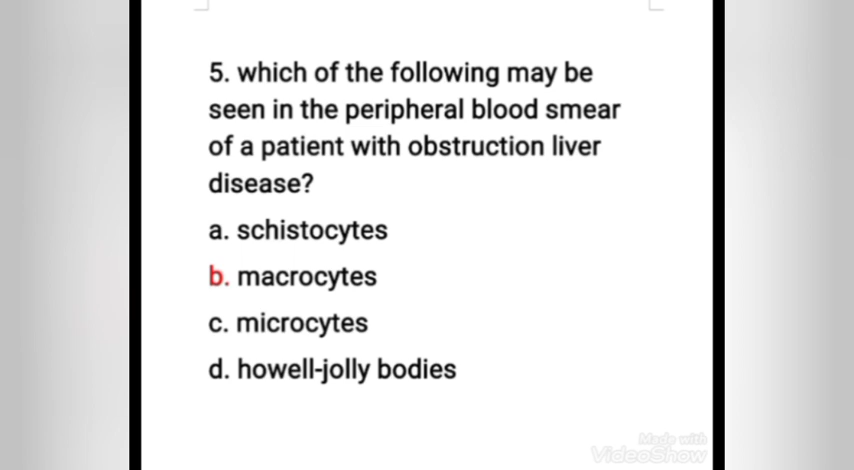 5. which of the following may be
seen in the peripheral blood smear
of a patient with obstruction liver
disease?
a. schistocytes
b. macrocytes
c. microcytes
d. howell-jolly bodies
Made with
VideoShow